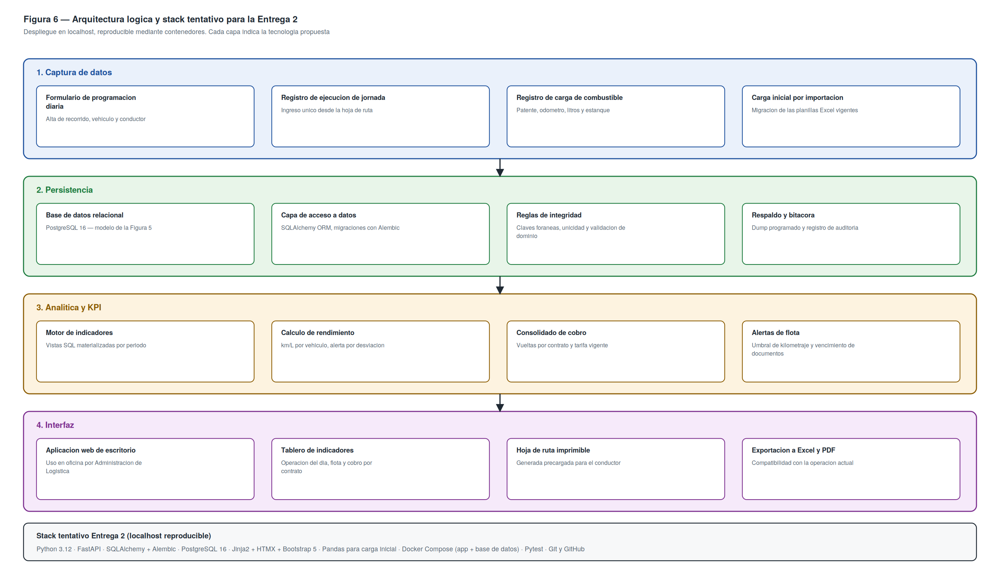 Figura 6 — Arquitectura logica y stack tentativo para la Entrega 2
Despliegue en localhost, reproducible mediante contenedores. Cada capa indica la tecnologia propuesta
1. Captura de datos
Formulario de programacion
diaria
Alta de recorrido, vehiculo y conductor
Registro de ejecucion de jornada
Ingreso unico desde la hoja de ruta
Registro de carga de combustible
Patente, odometro, litros y estanque
Carga inicial por importacion
Migracion de las planillas Excel vigentes
2. Persistencia
Base de datos relacional
PostgreSQL 16 — modelo de la Figura 5
Capa de acceso a datos
SQLAlchemy ORM, migraciones con Alembic
Reglas de integridad
Claves foraneas, unicidad y validacion de
dominio
Respaldo y bitacora
Dump programado y registro de auditoria
3. Analitica y KPI
Motor de indicadores
Vistas SQL materializadas por periodo
Calculo de rendimiento
km/L por vehiculo, alerta por desviacion
Consolidado de cobro
Vueltas por contrato y tarifa vigente
Alertas de flota
Umbral de kilometraje y vencimiento de
documentos
4. Interfaz
Aplicacion web de escritorio
Uso en oficina por Administracion de
Logistica
Tablero de indicadores
Operacion del dia, flota y cobro por
contrato
Hoja de ruta imprimible
Generada precargada para el conductor
Exportacion a Excel y PDF
Compatibilidad con la operacion actual
Stack tentativo Entrega 2 (localhost reproducible)
Python 3.12 · FastAPI · SQLAlchemy + Alembic · PostgreSQL 16 · Jinja2 + HTMX + Bootstrap 5 · Pandas para carga inicial · Docker Compose (app + base de datos) · Pytest · Git y GitHub